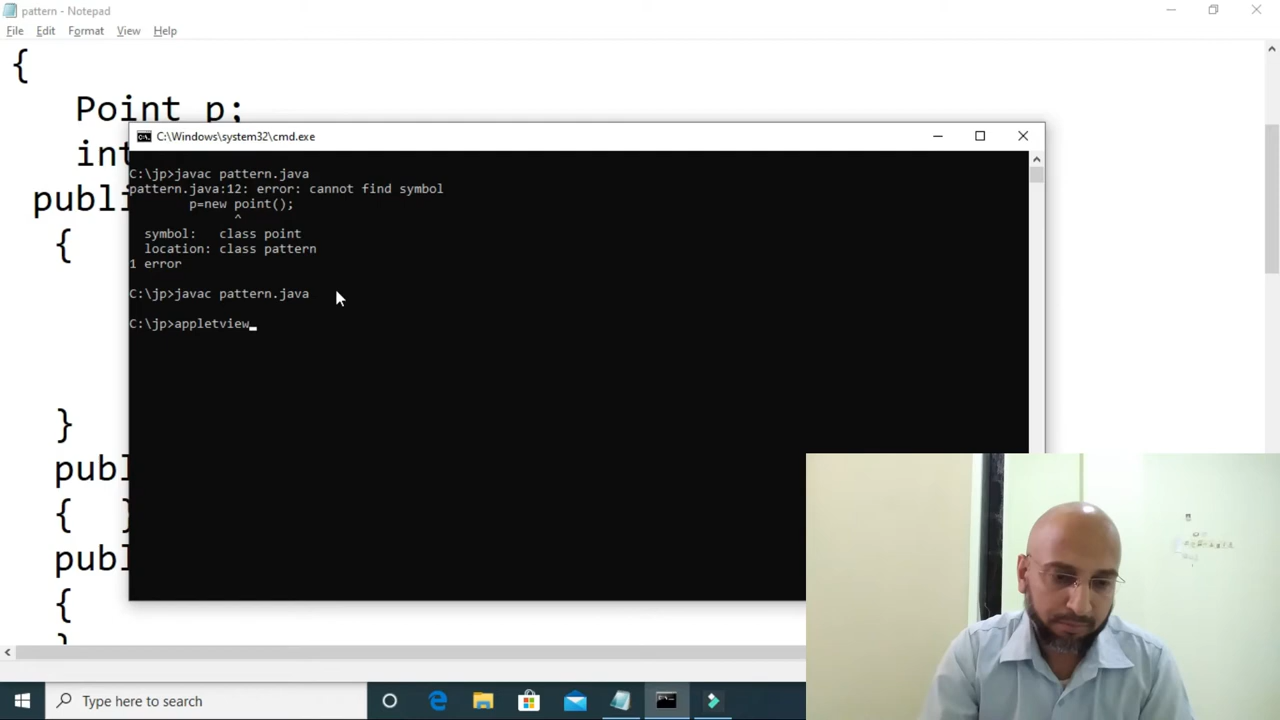 pattern - Notepad
File Edit Format View Help
{
Point p;
int
publi
{
}
publ
{ }
publ
{
C:\Windows\system32\cmd.exe
C:\jp>javac pattern.java
pattern.java:12: error: cannot find symbol
p=new point();
^
symbol: class point
location: class pattern
1 error
C:\jp>javac pattern.java
C:\jp>appletview_
Type here to search